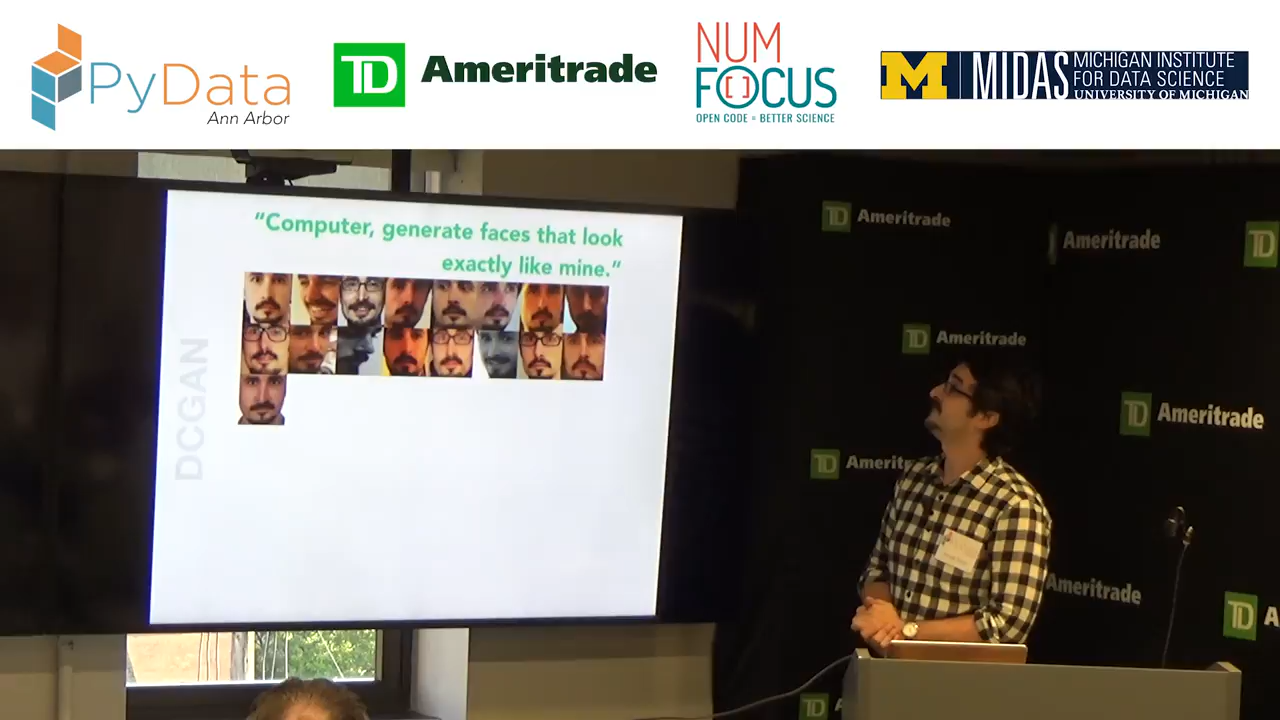 PyData
Ann Arbor
TD Ameritrade
NUM
FOCUS
OPEN CODE = BETTER SCIENCE
M MIDAS
MICHIGAN INSTITUTE
FOR DATA SCIENCE
UNIVERSITY OF MICHIGAN
"Computer, generate faces that look
exactly like mine."
DCGAN
TD Ameritrade
Ameritrade
TD
TD Ameritrade
TD Ameritrade
TD Amerit
Ameritrade
TD A
TD A